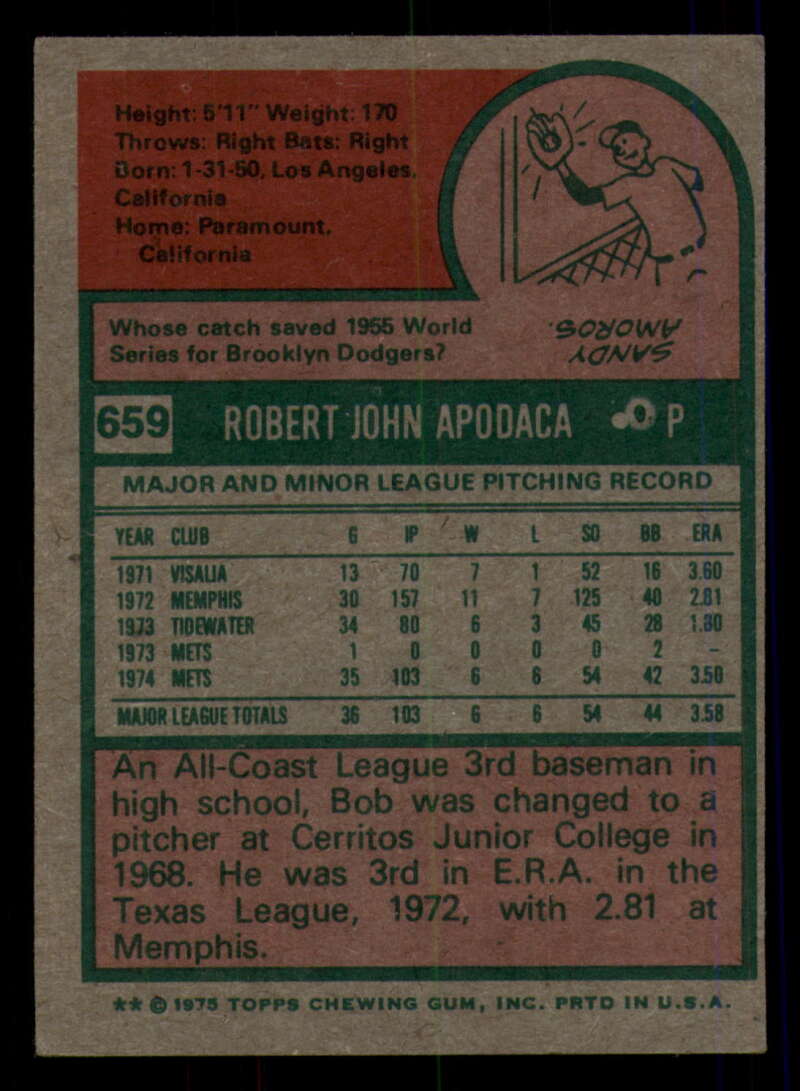 Height: 5'11" Weight: 170
Throws: Right Bats: Right
Born: 1-31-50, Los Angeles,
California
Home: Paramount,
California
Whose catch saved 1955 World
Series for Brooklyn Dodgers?
SANDY
AMOROS.
659 ROBERT JOHN APODACA P
MAJOR AND MINOR LEAGUE PITCHING RECORD
YEAR CLUB G IP W L SO BB ERA
1971 VISALIA 13 70 7 1 52 16 3.60
1972 MEMPHIS 30 157 11 7 125 40 2.81
1973 TIDEWATER 34 80 6 3 45 28 1.80
1973 METS 1 0 0 0 0 2 -
1974 METS 35 103 6 6 54 42 3.50
MAJOR LEAGUE TOTALS 36 103 6 6 54 44 3.58
An All-Coast League 3rd baseman in
high school, Bob was changed to a
pitcher at Cerritos Junior College in
1968. He was 3rd in E.R.A. in the
Texas League, 1972, with 2.81 at
Memphis.
** © 1975 TOPPS CHEWING GUM, INC. PRTD IN U.S.A.